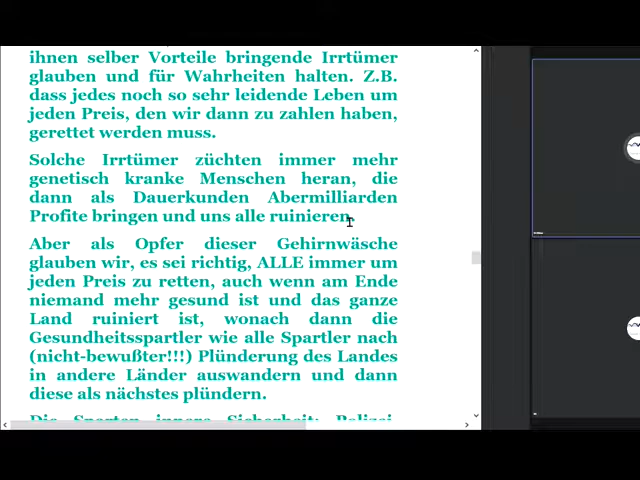 ihnen selber Vorteile bringende Irrtümer
glauben und für Wahrheiten halten. Z.B.
dass jedes noch so sehr leidende Leben um
jeden Preis, den wir dann zu zahlen haben,
gerettet werden muss.
Solche Irrtümer züchten immer mehr
genetisch kranke Menschen heran, die
dann als Dauerkunden Abermilliarden
Profite bringen und uns alle ruinieren.
Aber als Opfer dieser Gehirnwäsche
glauben wir, es sei richtig, ALLE immer um
jeden Preis zu retten, auch wenn am Ende
niemand mehr gesund ist und das ganze
Land ruiniert ist, wonach dann die
Gesundheitsspartler wie alle Spartler nach
(nicht-bewußter!!!) Plünderung des Landes
in andere Länder auswandern und dann
diese als nächstes plündern.
Die Sparten innere Sicherheit: Polizei,